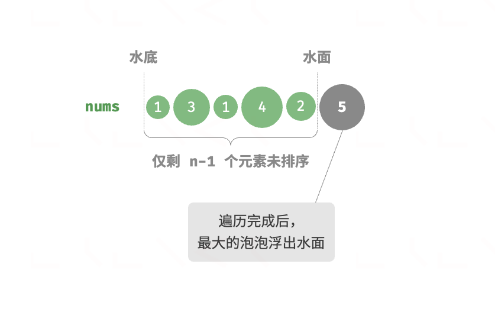 水底
水面
nums 1 3 1 4 2 5
仅剩 n-1 个元素未排序
遍历完成后，
最大的泡泡浮出水面